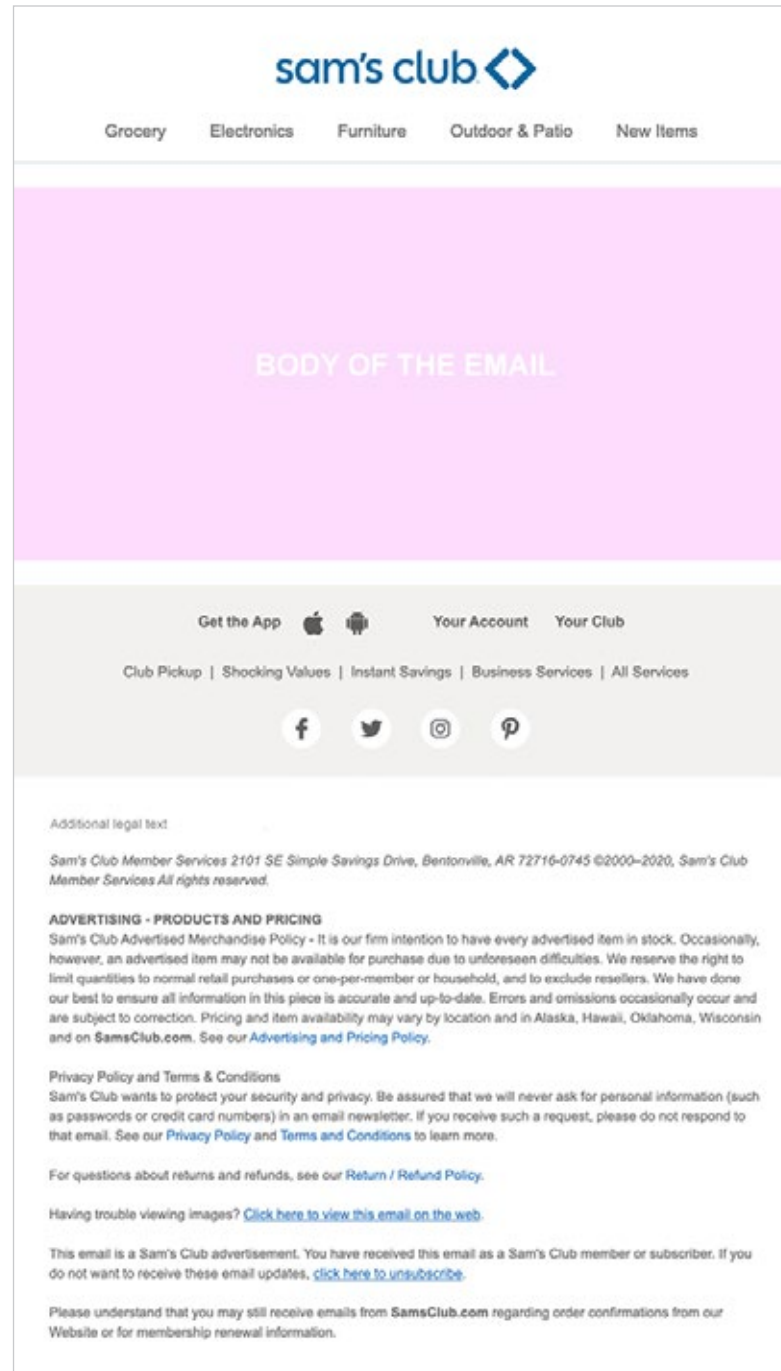 sam's club
Grocery Electronics Furniture Outdoor & Patio New Items
BODY OF THE EMAIL
Get the App Your Account Your Club
Club Pickup | Shocking Values | Instant Savings | Business Services | All Services
Additional legal text
Sam's Club Member Services 2101 SE Simple Savings Drive, Bentonville, AR 72716-0745 ©2000–2020, Sam's Club
Member Services All rights reserved.
ADVERTISING - PRODUCTS AND PRICING
Sam's Club Advertised Merchandise Policy - It is our firm intention to have every advertised item in stock. Occasionally,
however, an advertised item may not be available for purchase due to unforeseen difficulties. We reserve the right to
limit quantities to normal retail purchases or one-per-member or household, and to exclude resellers. We have done
our best to ensure all information in this piece is accurate and up-to-date. Errors and omissions occasionally occur and
are subject to correction. Pricing and item availability may vary by location and in Alaska, Hawaii, Oklahoma, Wisconsin
and on SamsClub.com. See our Advertising and Pricing Policy.
Privacy Policy and Terms & Conditions
Sam's Club wants to protect your security and privacy. Be assured that we will never ask for personal information (such
as passwords or credit card numbers) in an email newsletter. If you receive such a request, please do not respond to
that email. See our Privacy Policy and Terms and Conditions to learn more.
For questions about returns and refunds, see our Return / Refund Policy.
Having trouble viewing images? Click here to view this email on the web.
This email is a Sam's Club advertisement. You have received this email as a Sam's Club member or subscriber. If you
do not want to receive these email updates, click here to unsubscribe.
Please understand that you may still receive emails from SamsClub.com regarding order confirmations from our
Website or for membership renewal information.